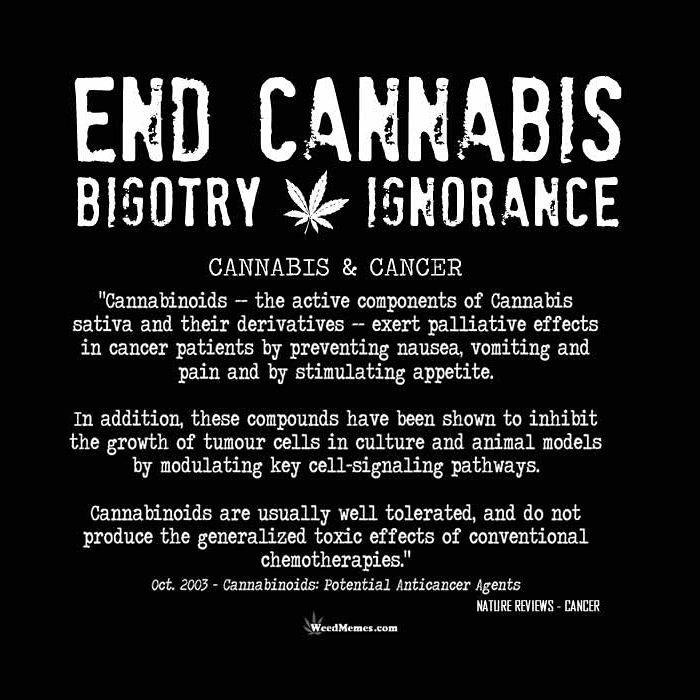 END CANNABIS
BIGOTRY IGNORANCE
CANNABIS & CANCER
"Cannabinoids -- the active components of Cannabis
sativa and their derivatives -- exert palliative effects
in cancer patients by preventing nausea, vomiting and
pain and by stimulating appetite.
In addition, these compounds have been shown to inhibit
the growth of tumour cells in culture and animal models
by modulating key cell-signaling pathways.
Cannabinoids are usually well tolerated, and do not
produce the generalized toxic effects of conventional
chemotherapies."
Oct. 2003 - Cannabinoids: Potential Anticancer Agents
NATURE REVIEWS - CANCER
WeedMemes.com